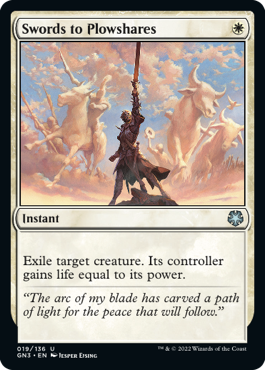 Swords to Plowshares
Instant
Exile target creature. Its controller
gains life equal to its power.
“The arc of my blade has carved a path
of light for the peace that will follow.”
019/136 U
GN3 • EN Jesper Ejsing
™ & © 2022 Wizards of the Coast